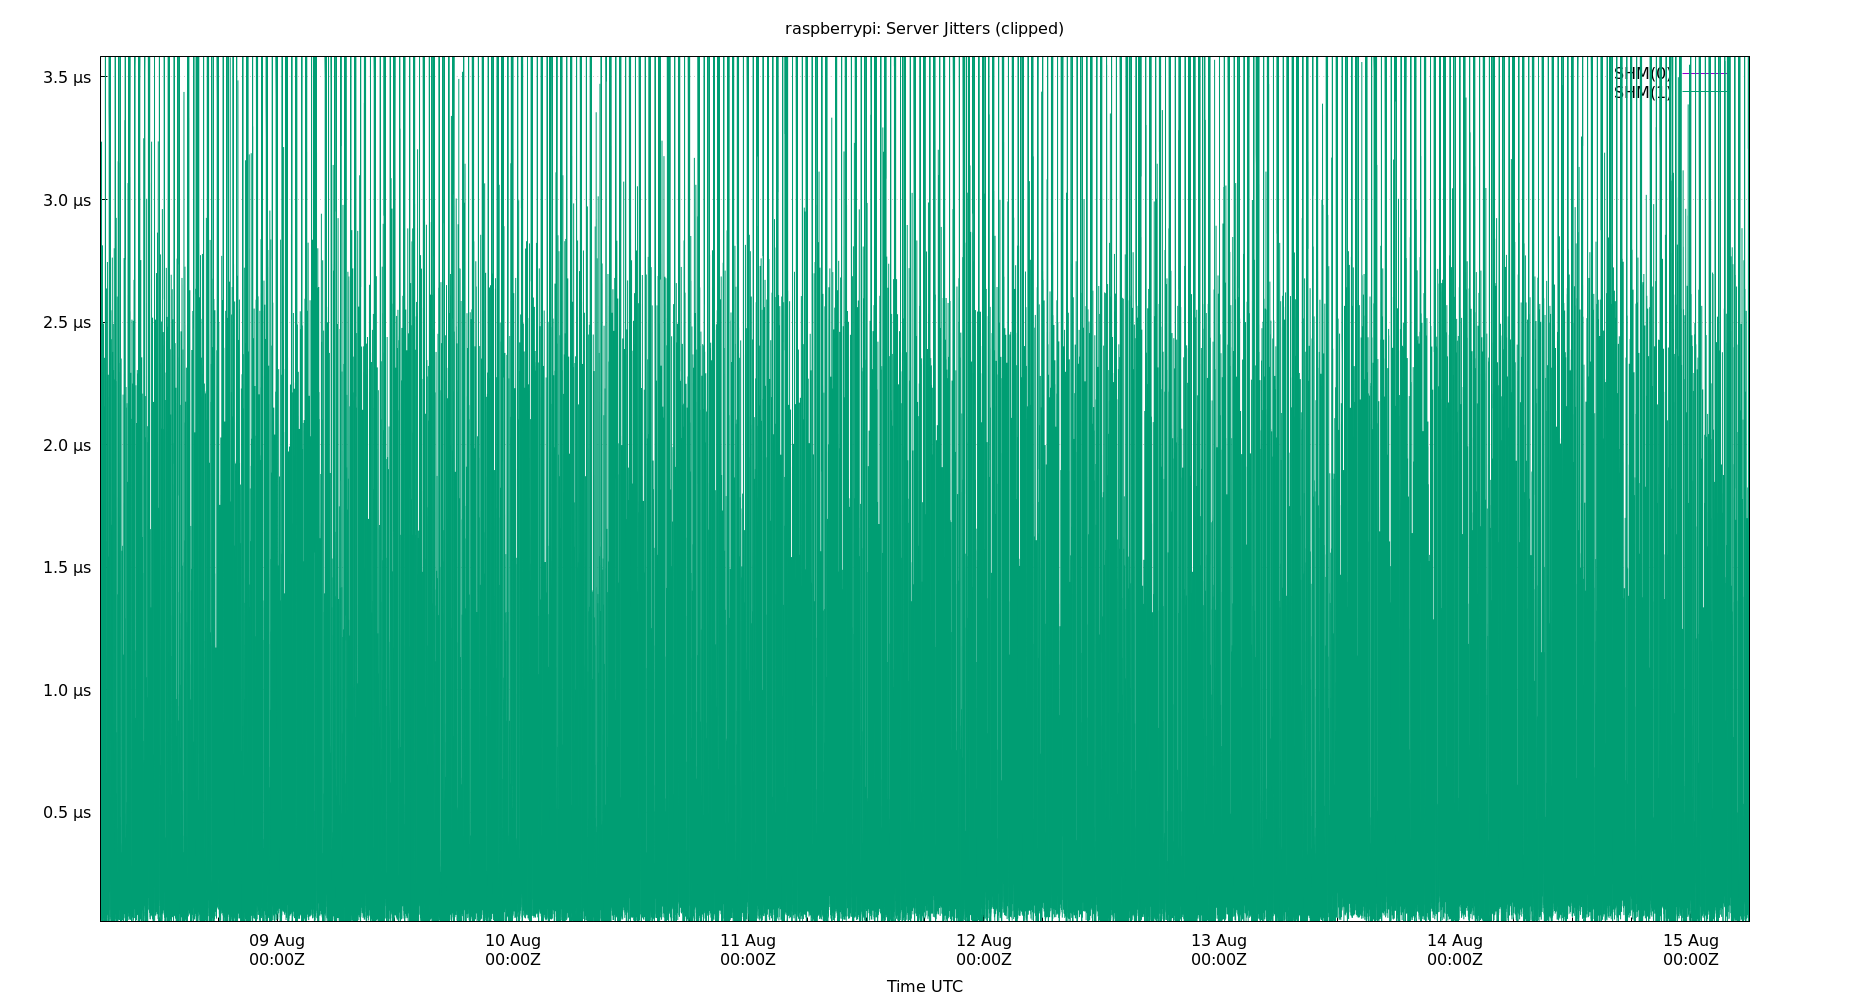 raspberrypi: Server Jitters (clipped)
SHM(0)
SHM(1)
3.5 μs
3.0 μs
2.5 μs
2.0 μs
1.5 μs
1.0 μs
0.5 μs
09 Aug 10 Aug 11 Aug 12 Aug 13 Aug 14 Aug 15 Aug
00:00Z 00:00Z 00:00Z 00:00Z 00:00Z 00:00Z 00:00Z
Time UTC